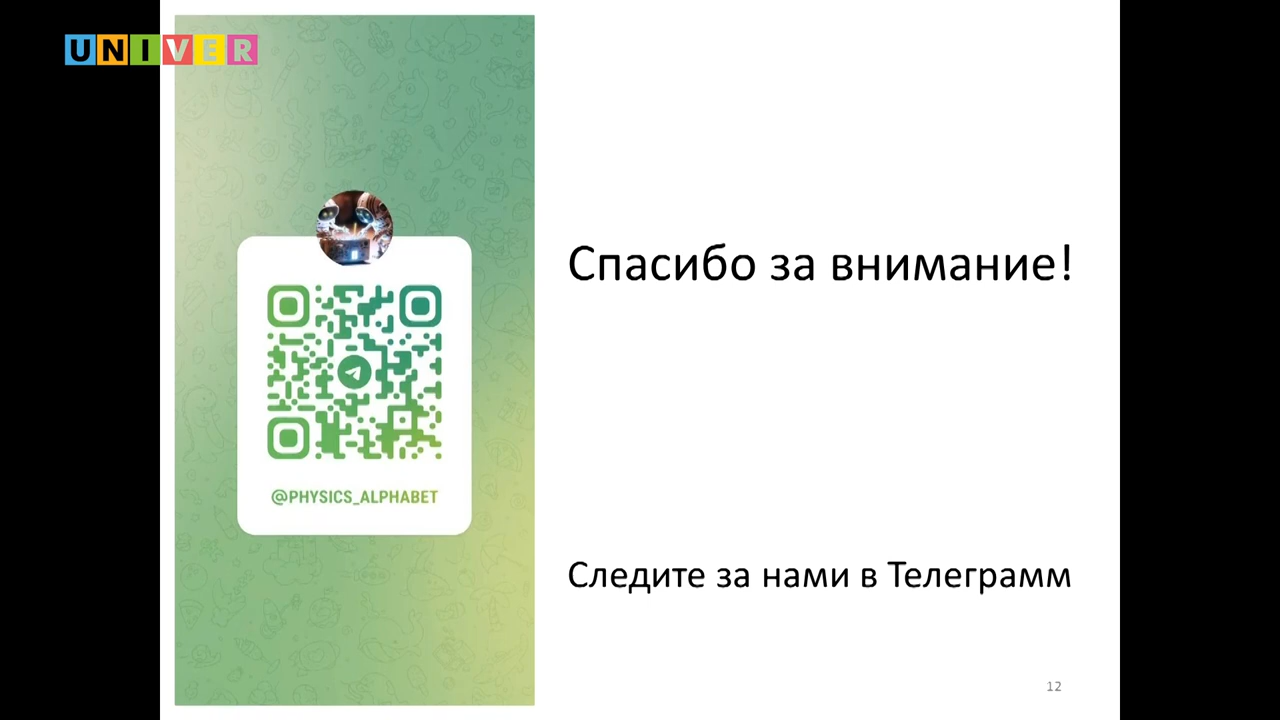 UNIVER
Спасибо за внимание!
@PHYSICS_ALPHABET
Следите за нами в Телеграмм
12